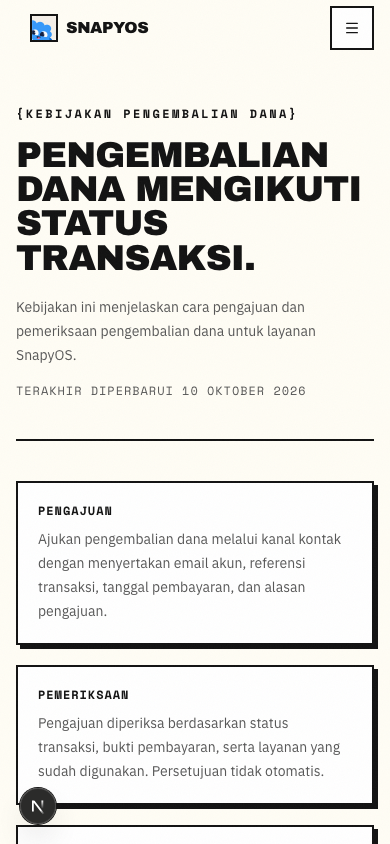 SNAPYOS
{KEBIJAKAN PENGEMBALIAN DANA}
PENGEMBALIAN
DANA MENGIKUTI
STATUS
TRANSAKSI.
Kebijakan ini menjelaskan cara pengajuan dan
pemeriksaan pengembalian dana untuk layanan
SnapyOS.
TERAKHIR DIPERBARUI 10 OKTOBER 2026
PENGAJUAN
Ajukan pengembalian dana melalui kanal kontak
dengan menyertakan email akun, referensi
transaksi, tanggal pembayaran, dan alasan
pengajuan.
PEMERIKSAAN
Pengajuan diperiksa berdasarkan status
transaksi, bukti pembayaran, serta layanan yang
sudah digunakan. Persetujuan tidak otomatis.
N